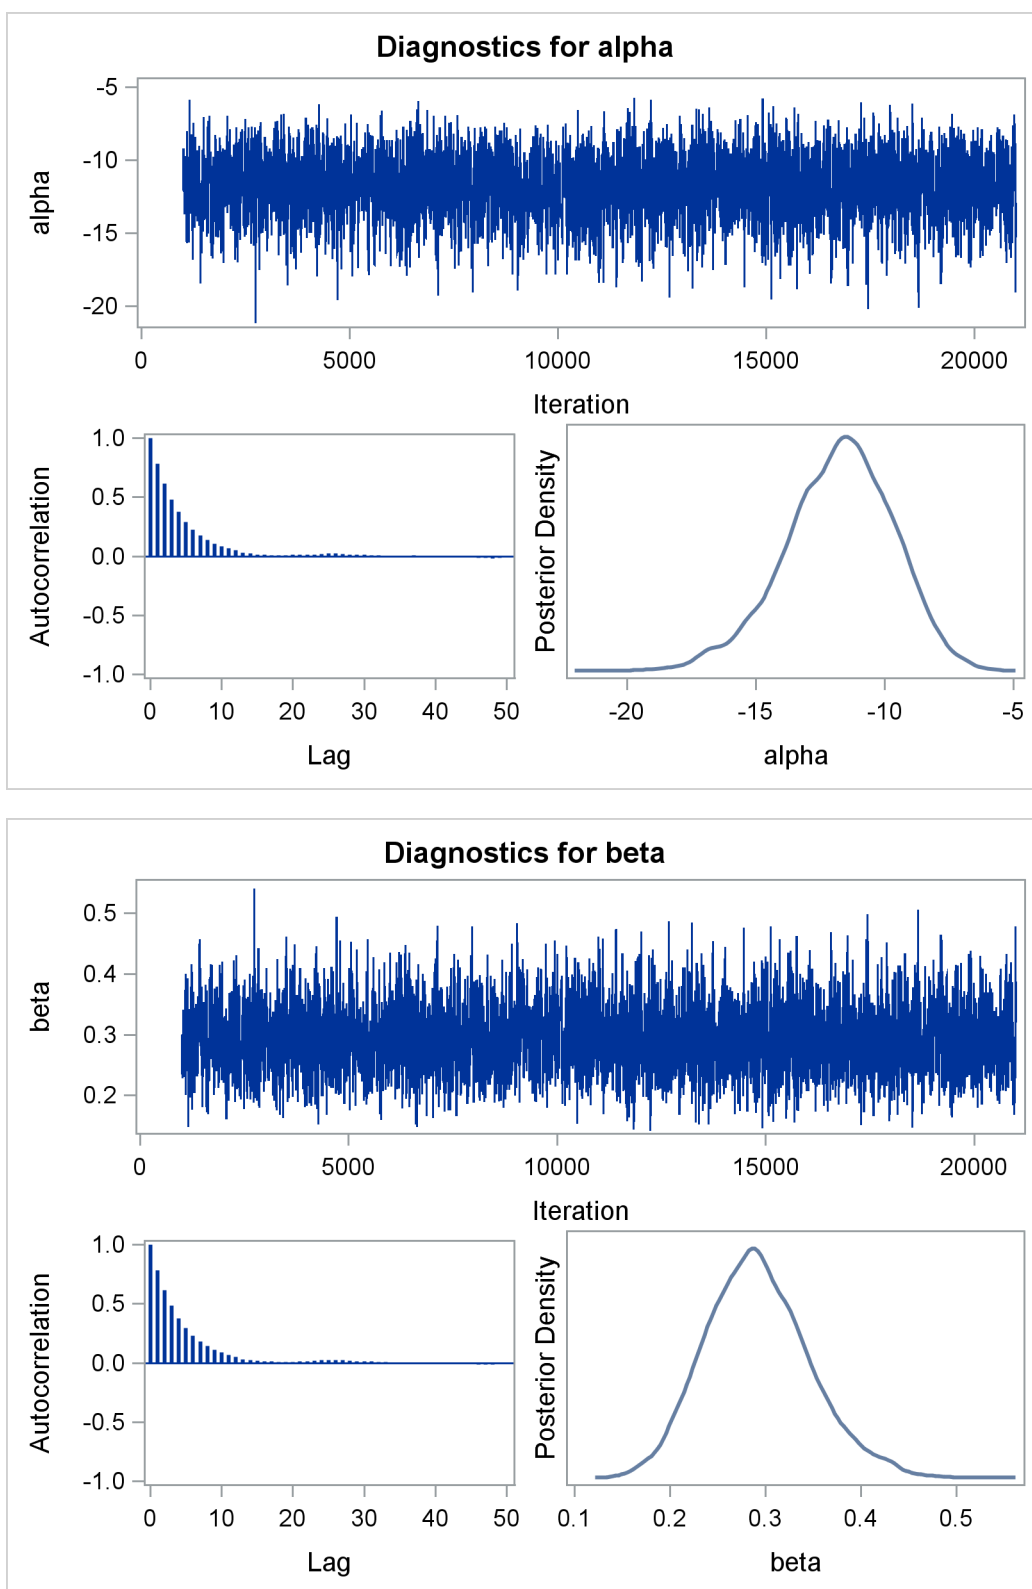 Diagnostics for alpha
alpha
-5
-10
-15
-20
0 5000 10000 15000 20000
Iteration
Autocorrelation
1.0
0.5
0.0
-0.5
-1.0
0 10 20 30 40 50
Lag
Posterior Density
-20 -15 -10 -5
alpha
Diagnostics for beta
beta
0.5
0.4
0.3
0.2
0 5000 10000 15000 20000
Iteration
Autocorrelation
1.0
0.5
0.0
-0.5
-1.0
0 10 20 30 40 50
Lag
Posterior Density
0.1 0.2 0.3 0.4 0.5
beta